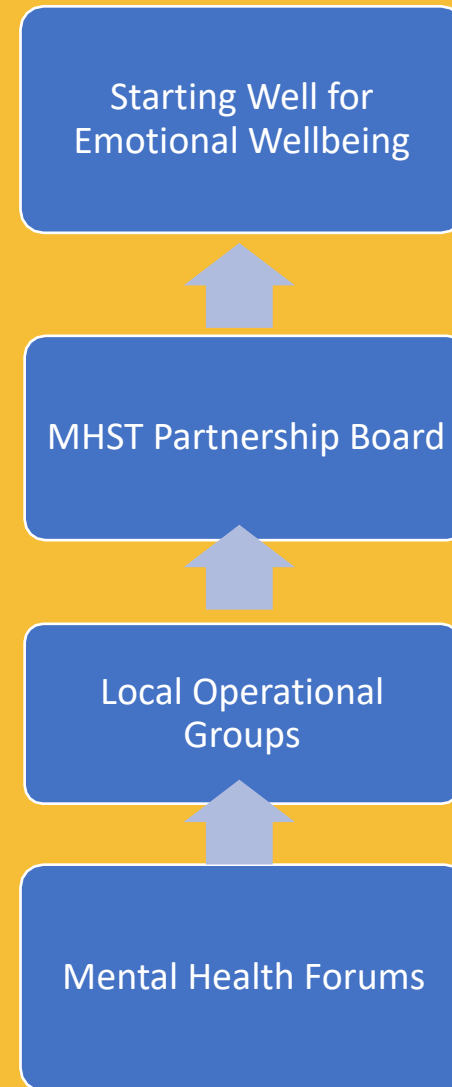 Starting Well for
Emotional Wellbeing
MHST Partnership Board
Local Operational
Groups
Mental Health Forums